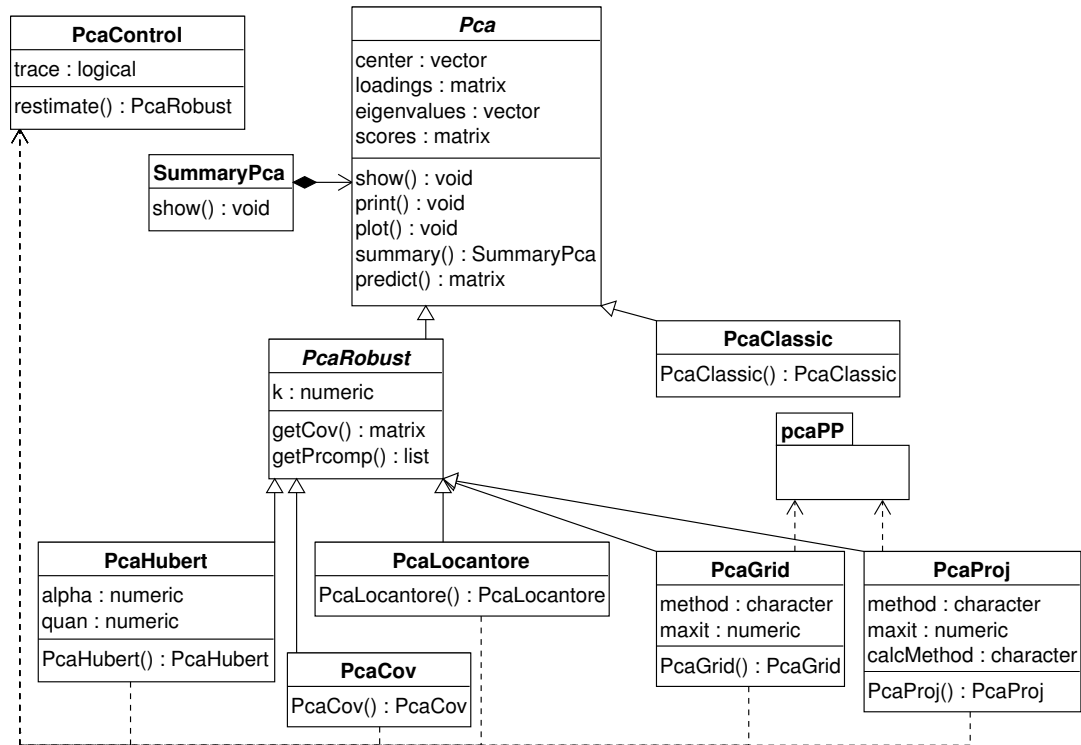 PcaControl
trace : logical
restimate() : PcaRobust
Pca
center : vector
loadings : matrix
eigenvalues : vector
scores : matrix
show() : void
print() : void
plot() : void
summary() : SummaryPca
predict() : matrix
SummaryPca
show() : void
PcaClassic
PcaClassic() : PcaClassic
PcaRobust
k : numeric
getCov() : matrix
getPrcomp() : list
pcaPP
PcaHubert
alpha : numeric
quan : numeric
PcaHubert() : PcaHubert
PcaCov
PcaCov() : PcaCov
PcaLocantore
PcaLocantore() : PcaLocantore
PcaGrid
method : character
maxit : numeric
PcaGrid() : PcaGrid
PcaProj
method : character
maxit : numeric
calcMethod : character
PcaProj() : PcaProj